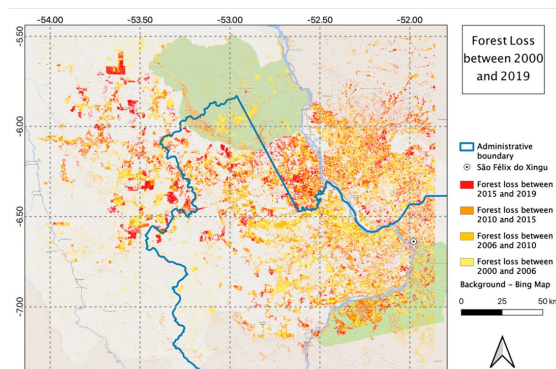 -54.00 -53.50 -53.00 -52.50 -52.00
-5.50
-6.00
-6.50
-7.00
Forest Loss
between 2000
and 2019
Administrative
boundary
São Félix do Xingu
Forest loss between
2015 and 2019
Forest loss between
2010 and 2015
Forest loss between
2006 and 2010
Forest loss between
2000 and 2006
Background - Bing Map
0 25 50 km